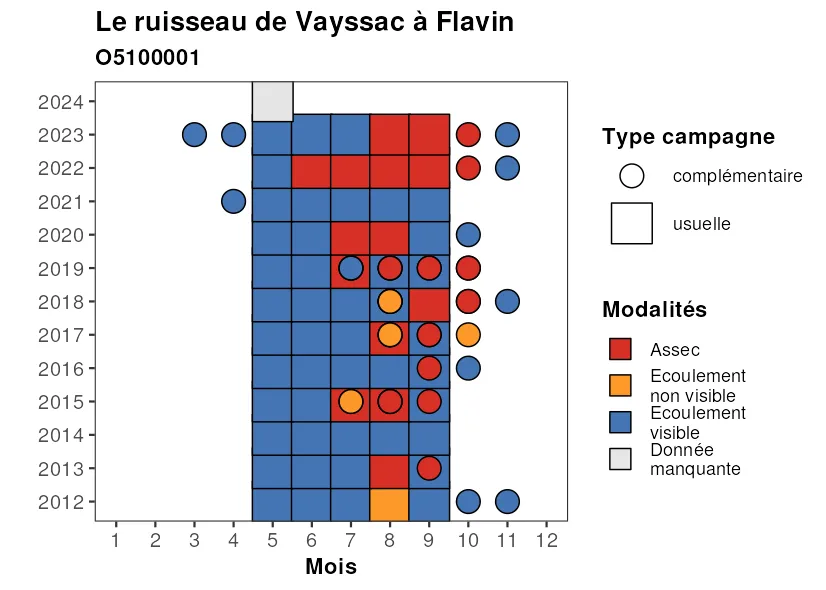 Le ruisseau de Vayssac à Flavin
O5100001
2024
2023
2022
2021
2020
2019
2018
2017
2016
2015
2014
2013
2012
1 2 3 4 5 6 7 8 9 10 11 12
Mois
Type campagne
complémentaire
usuelle
Modalités
Assec
Ecoulement
non visible
Ecoulement
visible
Donnée
manquante